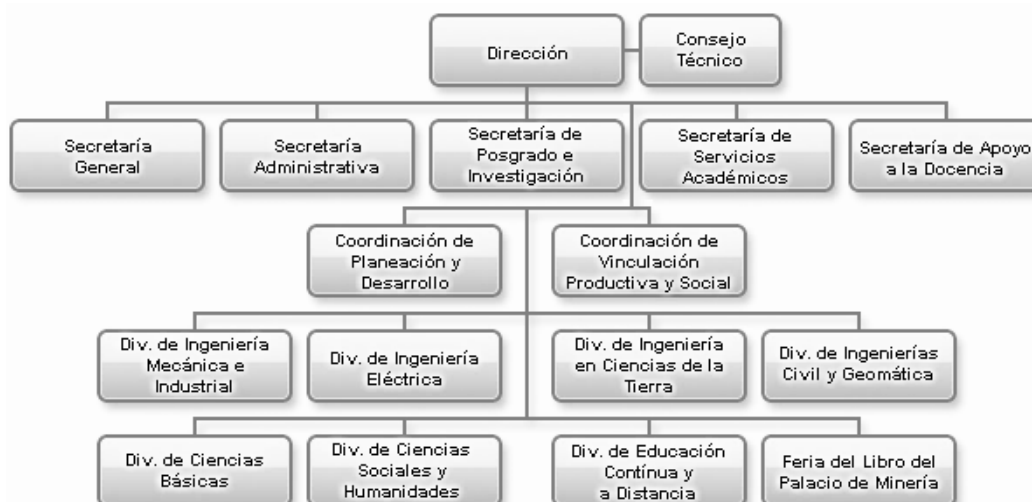 Dirección
Consejo
Técnico
Secretaría
General
Secretaría
Administrativa
Secretaría de
Posgrado e
Investigación
Secretaría de
Servicios
Académicos
Secretaría de Apoyo
a la Docencia
Coordinación de
Planeación y
Desarrollo
Coordinación de
Vinculación
Productiva y Social
Div. de Ingeniería
Mecánica e
Industrial
Div. de Ingeniería
Eléctrica
Div. de Ingeniería
en Ciencias de la
Tierra
Div. de Ingenierías
Civil y Geomática
Div. de Ciencias
Básicas
Div. de Ciencias
Sociales y
Humanidades
Div. de Educación
Contínua y
a Distancia
Feria del Libro del
Palacio de Minería